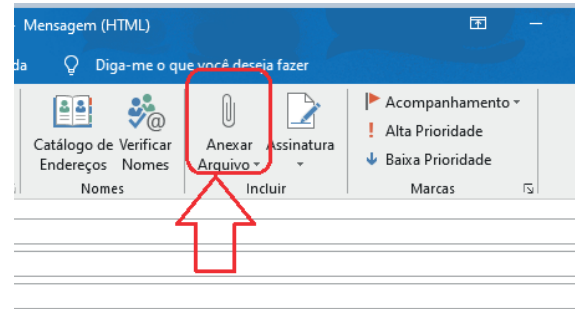 Mensagem (HTML)
da Diga-me o que você deseja fazer
Catálogo de Endereços
Verificar Nomes
Nomes
Anexar Arquivo
Assinatura
Incluir
Acompanhamento
Alta Prioridade
Baixa Prioridade
Marcas